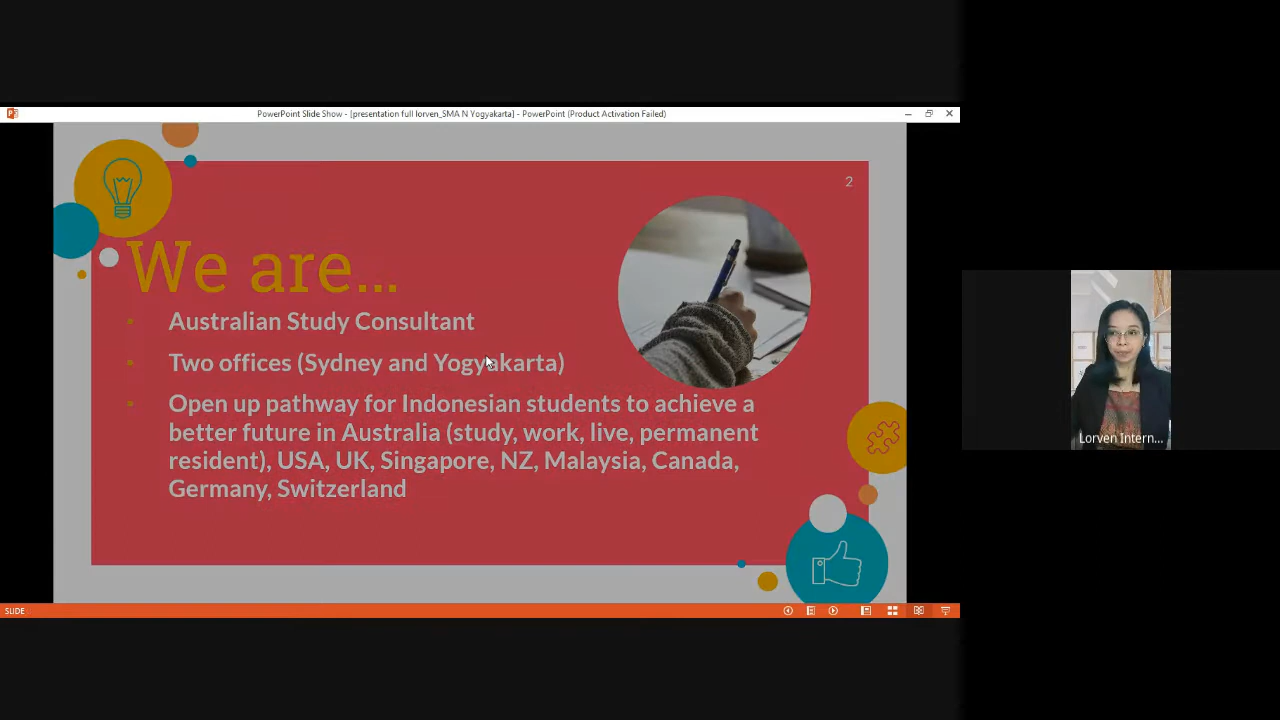 PowerPoint Slide Show - [presentation full lorven_SMA N Yogyakarta] - PowerPoint (Product Activation Failed)
2
We are...
Australian Study Consultant
Two offices (Sydney and Yogyakarta)
Open up pathway for Indonesian students to achieve a
better future in Australia (study, work, live, permanent
resident), USA, UK, Singapore, NZ, Malaysia, Canada,
Germany, Switzerland
Lorven Intern...
SLIDE